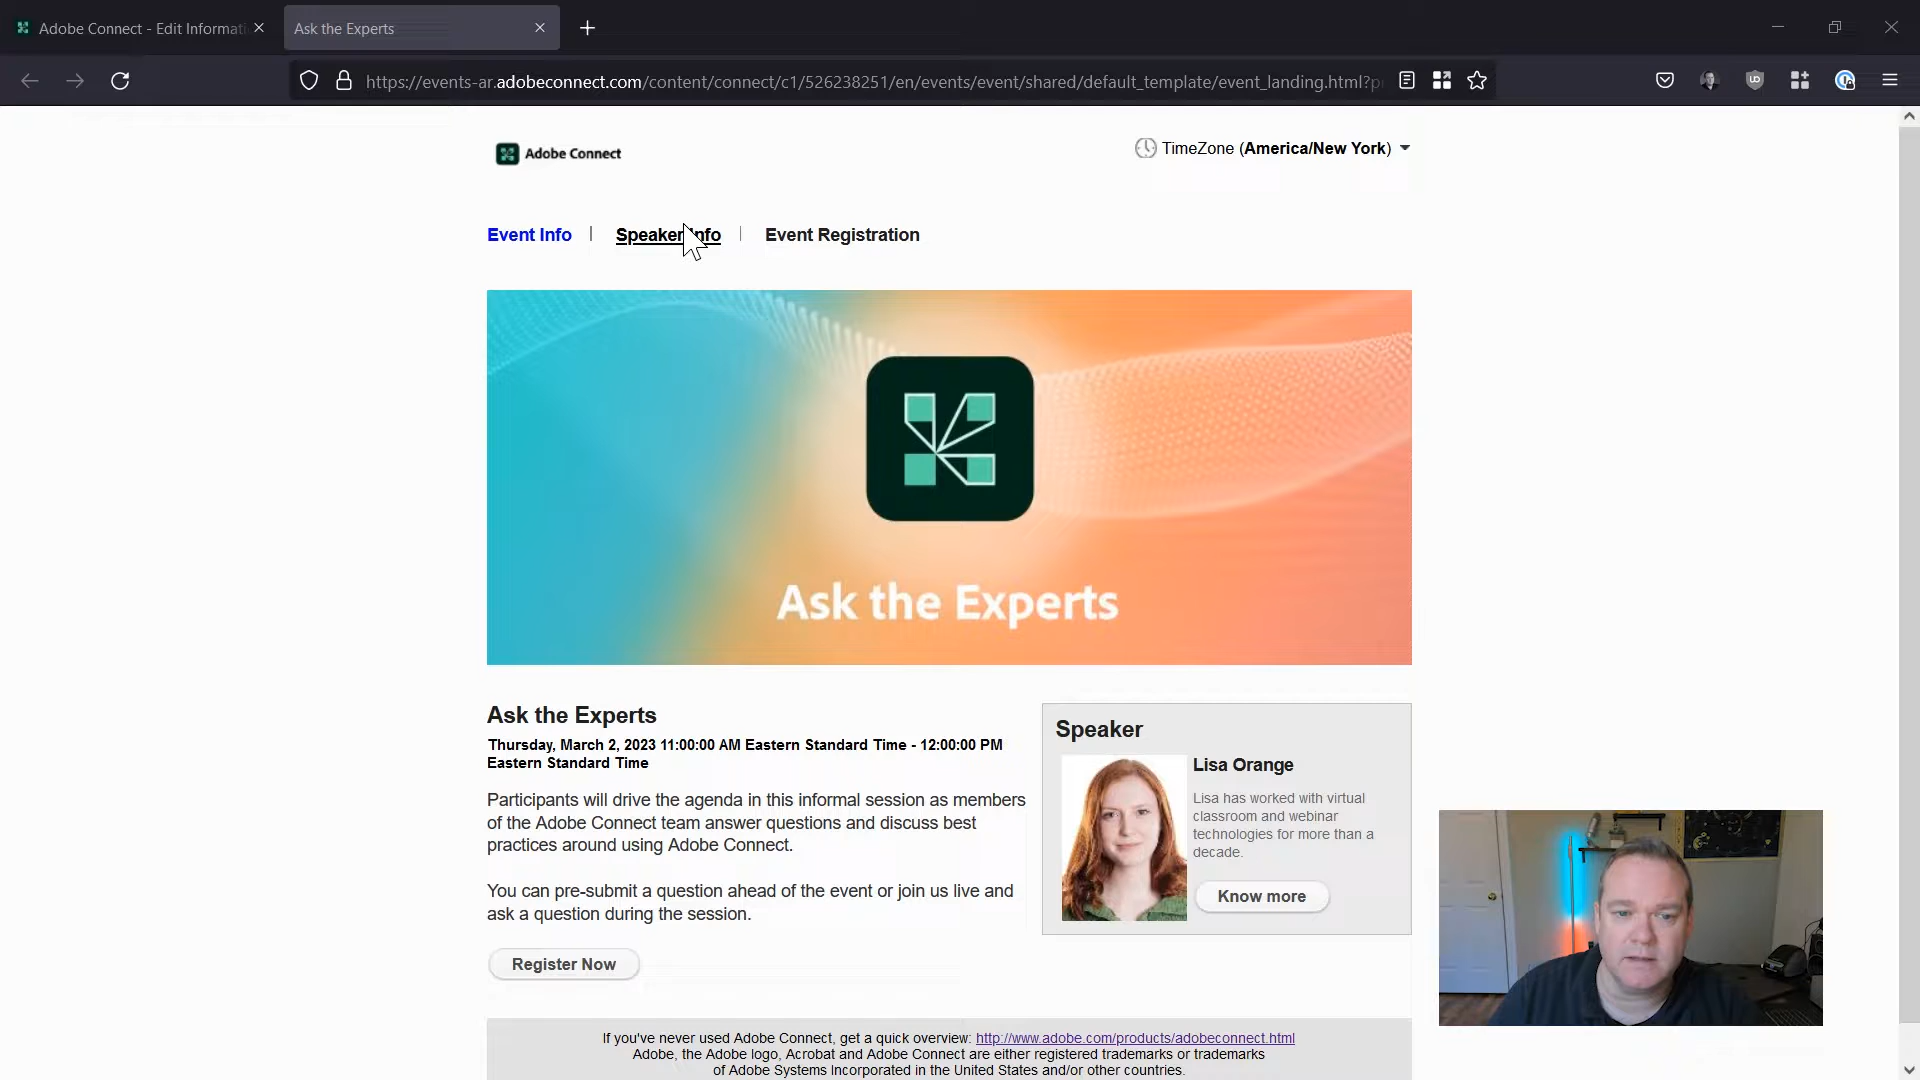 Adobe Connect - Edit Informati
Ask the Experts
https://events-ar.adobeconnect.com/content/connect/c1/526238251/en/events/event/shared/default_template/event_landing.html?p
Adobe Connect
TimeZone (America/New York)
Event Info | Speaker Info | Event Registration
Ask the Experts
Ask the Experts
Thursday, March 2, 2023 11:00:00 AM Eastern Standard Time - 12:00:00 PM
Eastern Standard Time
Participants will drive the agenda in this informal session as members
of the Adobe Connect team answer questions and discuss best
practices around using Adobe Connect.
You can pre-submit a question ahead of the event or join us live and
ask a question during the session.
Register Now
Speaker
Lisa Orange
Lisa has worked with virtual
classroom and webinar
technologies for more than a
decade.
Know more
If you've never used Adobe Connect, get a quick overview: http://www.adobe.com/products/adobeconnect.html
Adobe, the Adobe logo, Acrobat and Adobe Connect are either registered trademarks or trademarks
of Adobe Systems Incorporated in the United States and/or other countries.